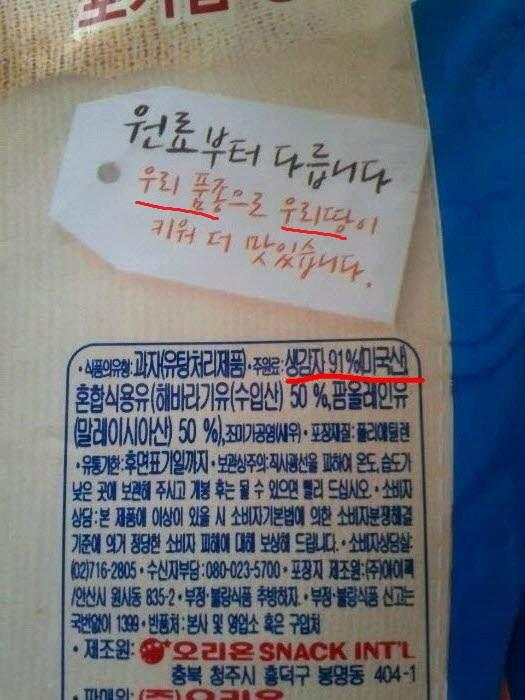 포카칩
원료부터 다릅니다
우리 품종으로 우리땅이
키워 더 맛있습니다.
•식품의유형:과자(유탕처리제품)•주원료:생감자 91%(미국산)
혼합식용유(해바라기유(수입산) 50 %,팜올레인유
(말레이시아산) 50 %),조미가공염(새우)•포장재질:폴리에틸렌
•유통기한:후면표기일까지•보관상주의:직사광선을 피하여 온도,습도가
낮은 곳에 보관해 주시고 개봉 후는 될 수 있으면 빨리 드십시오.•소비자
상담:본 제품에 이상이 있을 시 소비자기본법에 의한 소비자분쟁해결
기준에 의거 정당한 소비자 피해에 대해 보상해 드립니다.•소비자상담실:
(02)716-2805•수신자부담:080-023-5700•포장지 제조원:(주)아이팩
/안산시 원시동 835-2•부정·불량식품 추방하자.•부정·불량식품 신고는
국번없이 1399•반품처:본사 및 영업소 혹은 구입처
•제조원: 오리온 SNACK INT'L
충북 청주시 흥덕구 봉명동 404-1
•판매원:(주)오리온